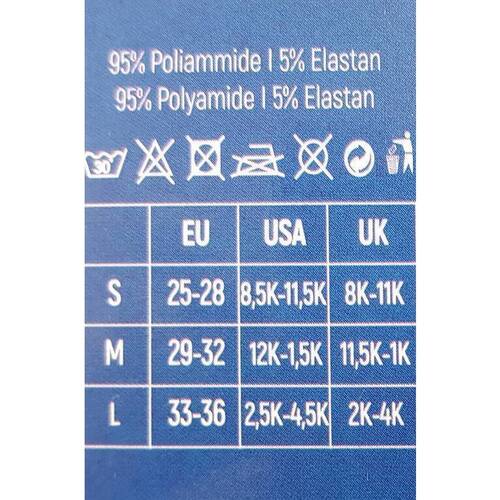 95% Poliammide | 5% Elastan
95% Polyamide | 5% Elastan
30
EU USA UK
S 25-28 8,5K-11,5K 8K-11K
M 29-32 12K-1,5K 11,5K-1K
L 33-36 2,5K-4,5K 2K-4K